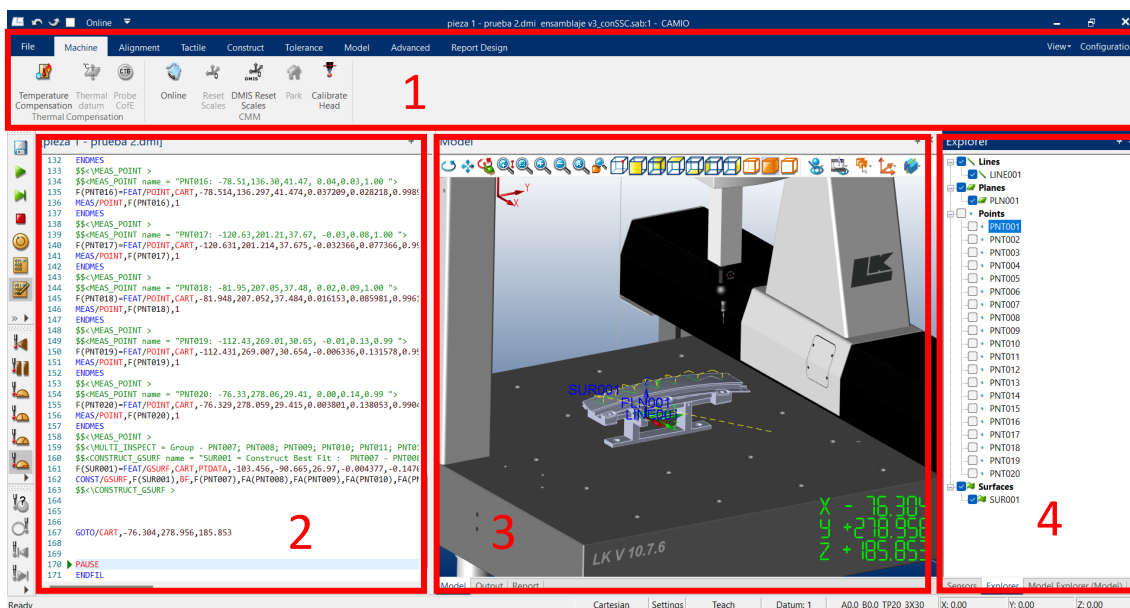 Online
pieza 1 - prueba 2.dmi ensamblaje v3_conSSC.sab:1 - CAMIO
File Machine Alignment Tactile Construct Tolerance Model Advanced Report Design View Configuration
Temperature Compensation
Thermal datum
Probe CofE
Online
Reset Scales
DMIS Reset Scales
Park
Calibrate Head
Thermal Compensation
CMM
1
[pieza 1 - prueba 2.dmi]
132 ENDMES
133 $$<MEAS_POINT name = "PNT016: -78.51,136.30,41.47, 0.04,0.03,1.00 ">
134 F(PNT016)=FEAT/POINT,CART,-78.514,136.297,41.474,0.037209,0.028218,0.9989
136 MEAS/POINT,F(PNT016),1
137 ENDMES
138 $$<\MEAS_POINT >
139 $$<MEAS_POINT name = "PNT017: -120.63,201.21,37.67, -0.03,0.08,1.00 ">
140 F(PNT017)=FEAT/POINT,CART,-120.631,201.214,37.675,-0.032366,0.077366,0.99
141 MEAS/POINT,F(PNT017),1
142 ENDMES
143 $$<\MEAS_POINT >
144 $$<MEAS_POINT name = "PNT018: -81.95,207.05,37.48, 0.02,0.09,1.00 ">
145 F(PNT018)=FEAT/POINT,CART,-81.948,207.052,37.484,0.016153,0.085981,0.9961
146 MEAS/POINT,F(PNT018),1
147 ENDMES
148 $$<\MEAS_POINT >
149 $$<MEAS_POINT name = "PNT019: -112.43,269.01,30.65, -0.01,0.13,0.99 ">
150 F(PNT019)=FEAT/POINT,CART,-112.431,269.007,30.654,-0.006336,0.131578,0.99
151 MEAS/POINT,F(PNT019),1
152 ENDMES
153 $$<\MEAS_POINT >
154 $$<MEAS_POINT name = "PNT020: -76.33,278.06,29.41, 0.00,0.14,0.99 ">
155 F(PNT020)=FEAT/POINT,CART,-76.329,278.059,29.415,0.003801,0.138053,0.9904
156 MEAS/POINT,F(PNT020),1
157 ENDMES
158 $$<\MEAS_POINT >
159 $$<\MULTI_INSPECT = Group - PNT007; PNT008; PNT009; PNT010; PNT011;
160 $$<CONSTRUCT_GSURF name = "SUR001 = Construct Best Fit : PNT007 - PNT008
161 F(SUR001)=FEAT/GSURF,CART,PTDATA,-103.456,-90.665,26.97,-0.004377,-0.1470
162 CONST/GSURF,F(SUR001),BF,F(PNT007),FA(PNT008),FA(PNT009),FA(PNT010),
163 $$<\CONSTRUCT_GSURF >
164
165
166
167 GOTO/CART,-76.304,278.956,185.853
168
169
170 PAUSE
171 ENDFIL
2
Model
Y
X
LK
SUR001
PLN001
LINE001
LK V 10.7.6
X - 76.304
Y +278.956
Z + 185.853
3
Model Output Report
Explorer
Lines
LINE001
Planes
PLN001
Points
PNT001
PNT002
PNT003
PNT004
PNT005
PNT006
PNT007
PNT008
PNT009
PNT010
PNT011
PNT012
PNT013
PNT014
PNT015
PNT016
PNT017
PNT018
PNT019
PNT020
Surfaces
SUR001
4
Sensors Explorer Model Explorer (Model)
Ready Cartesian Settings Teach Datum: 1 A0.0 B0.0 TP20 3X30 X: 0.00 Y: 0.00 Z: 0.00